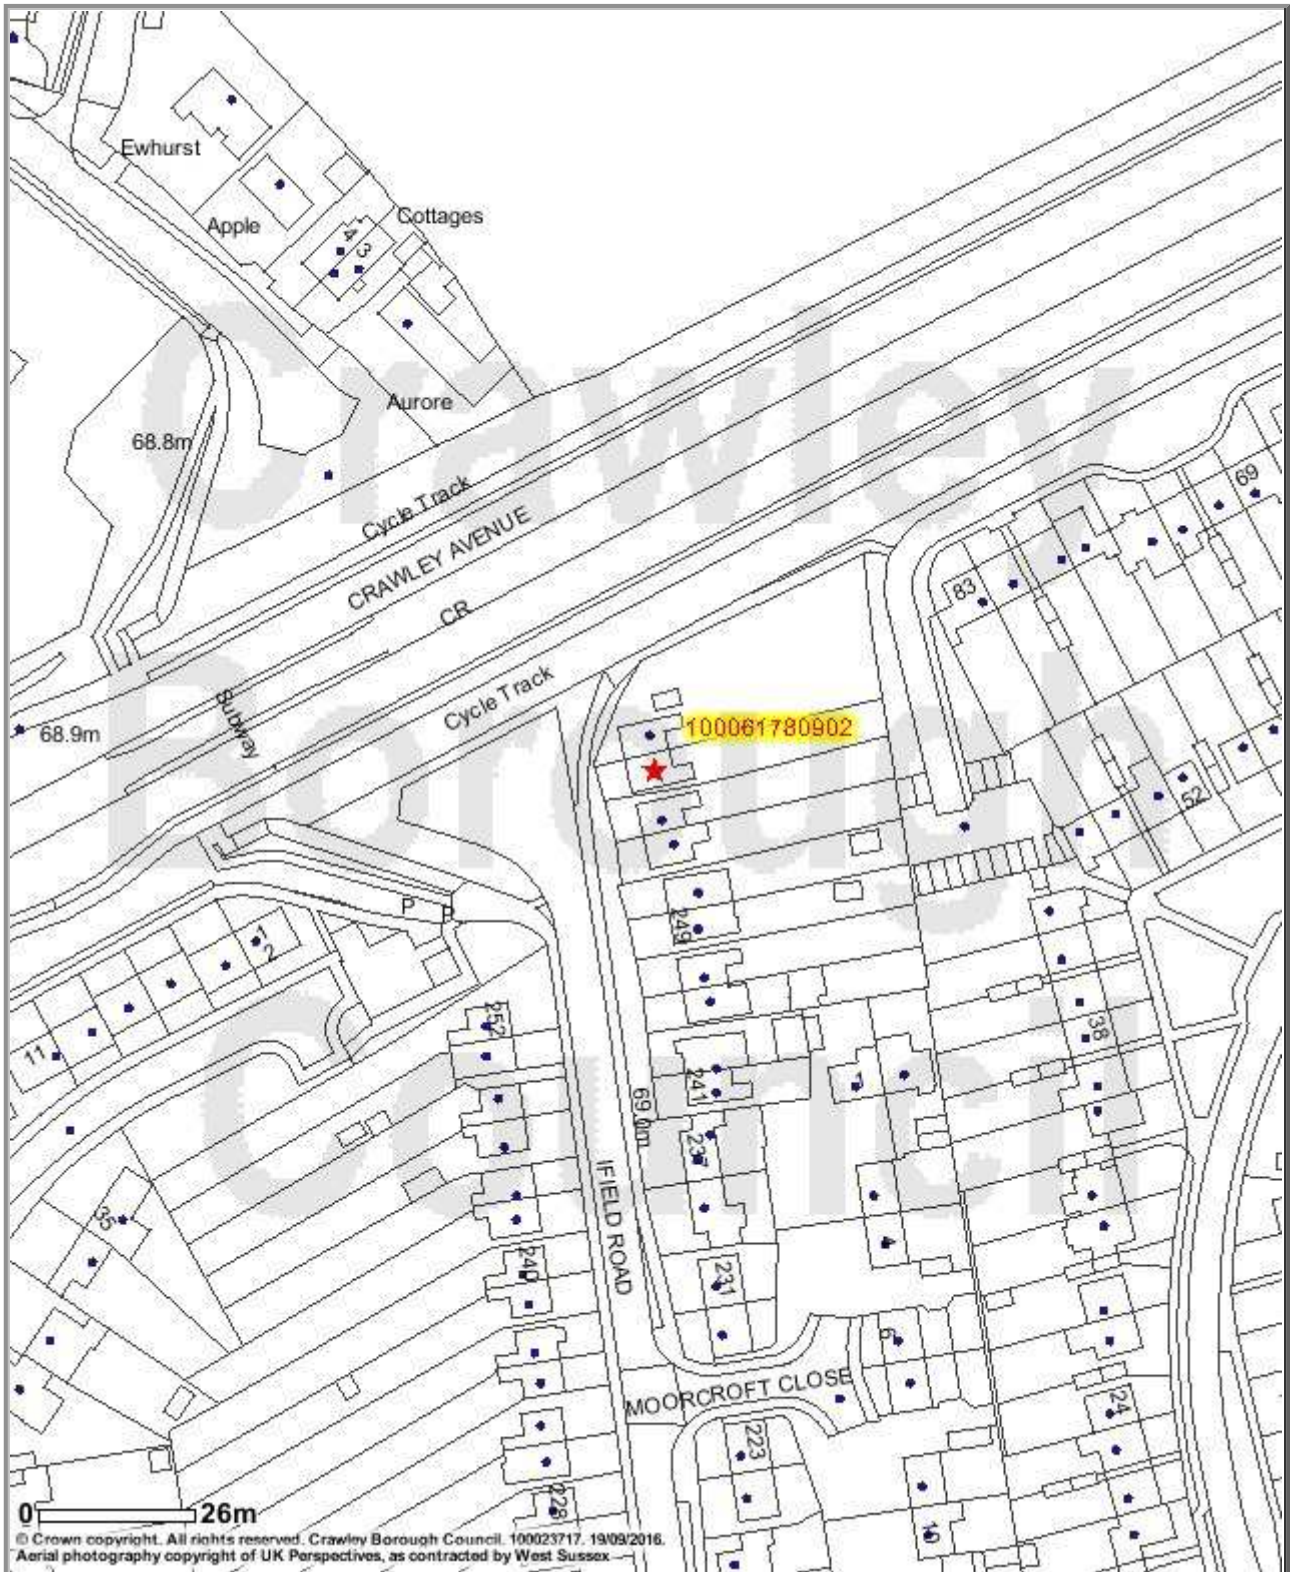 Ewhurst
Apple
Cottages
4
3
Aurore
68.8m
Cycle Track
CRAWLEY AVENUE
CR
Cycle Track
Subway
68.9m
69
83
100061780902
52
P
P
1
2
11
249
252
38
241
1
69.0m
237
35
IFIELD ROAD
4
240
231
6
MOORCROFT CLOSE
24
223
228
10
Crawley
Borough
Council
0 26m
© Crown copyright. All rights reserved. Crawley Borough Council. 100023717. 19/09/2016.
Aerial photography copyright of UK Perspectives, as contracted by West Sussex